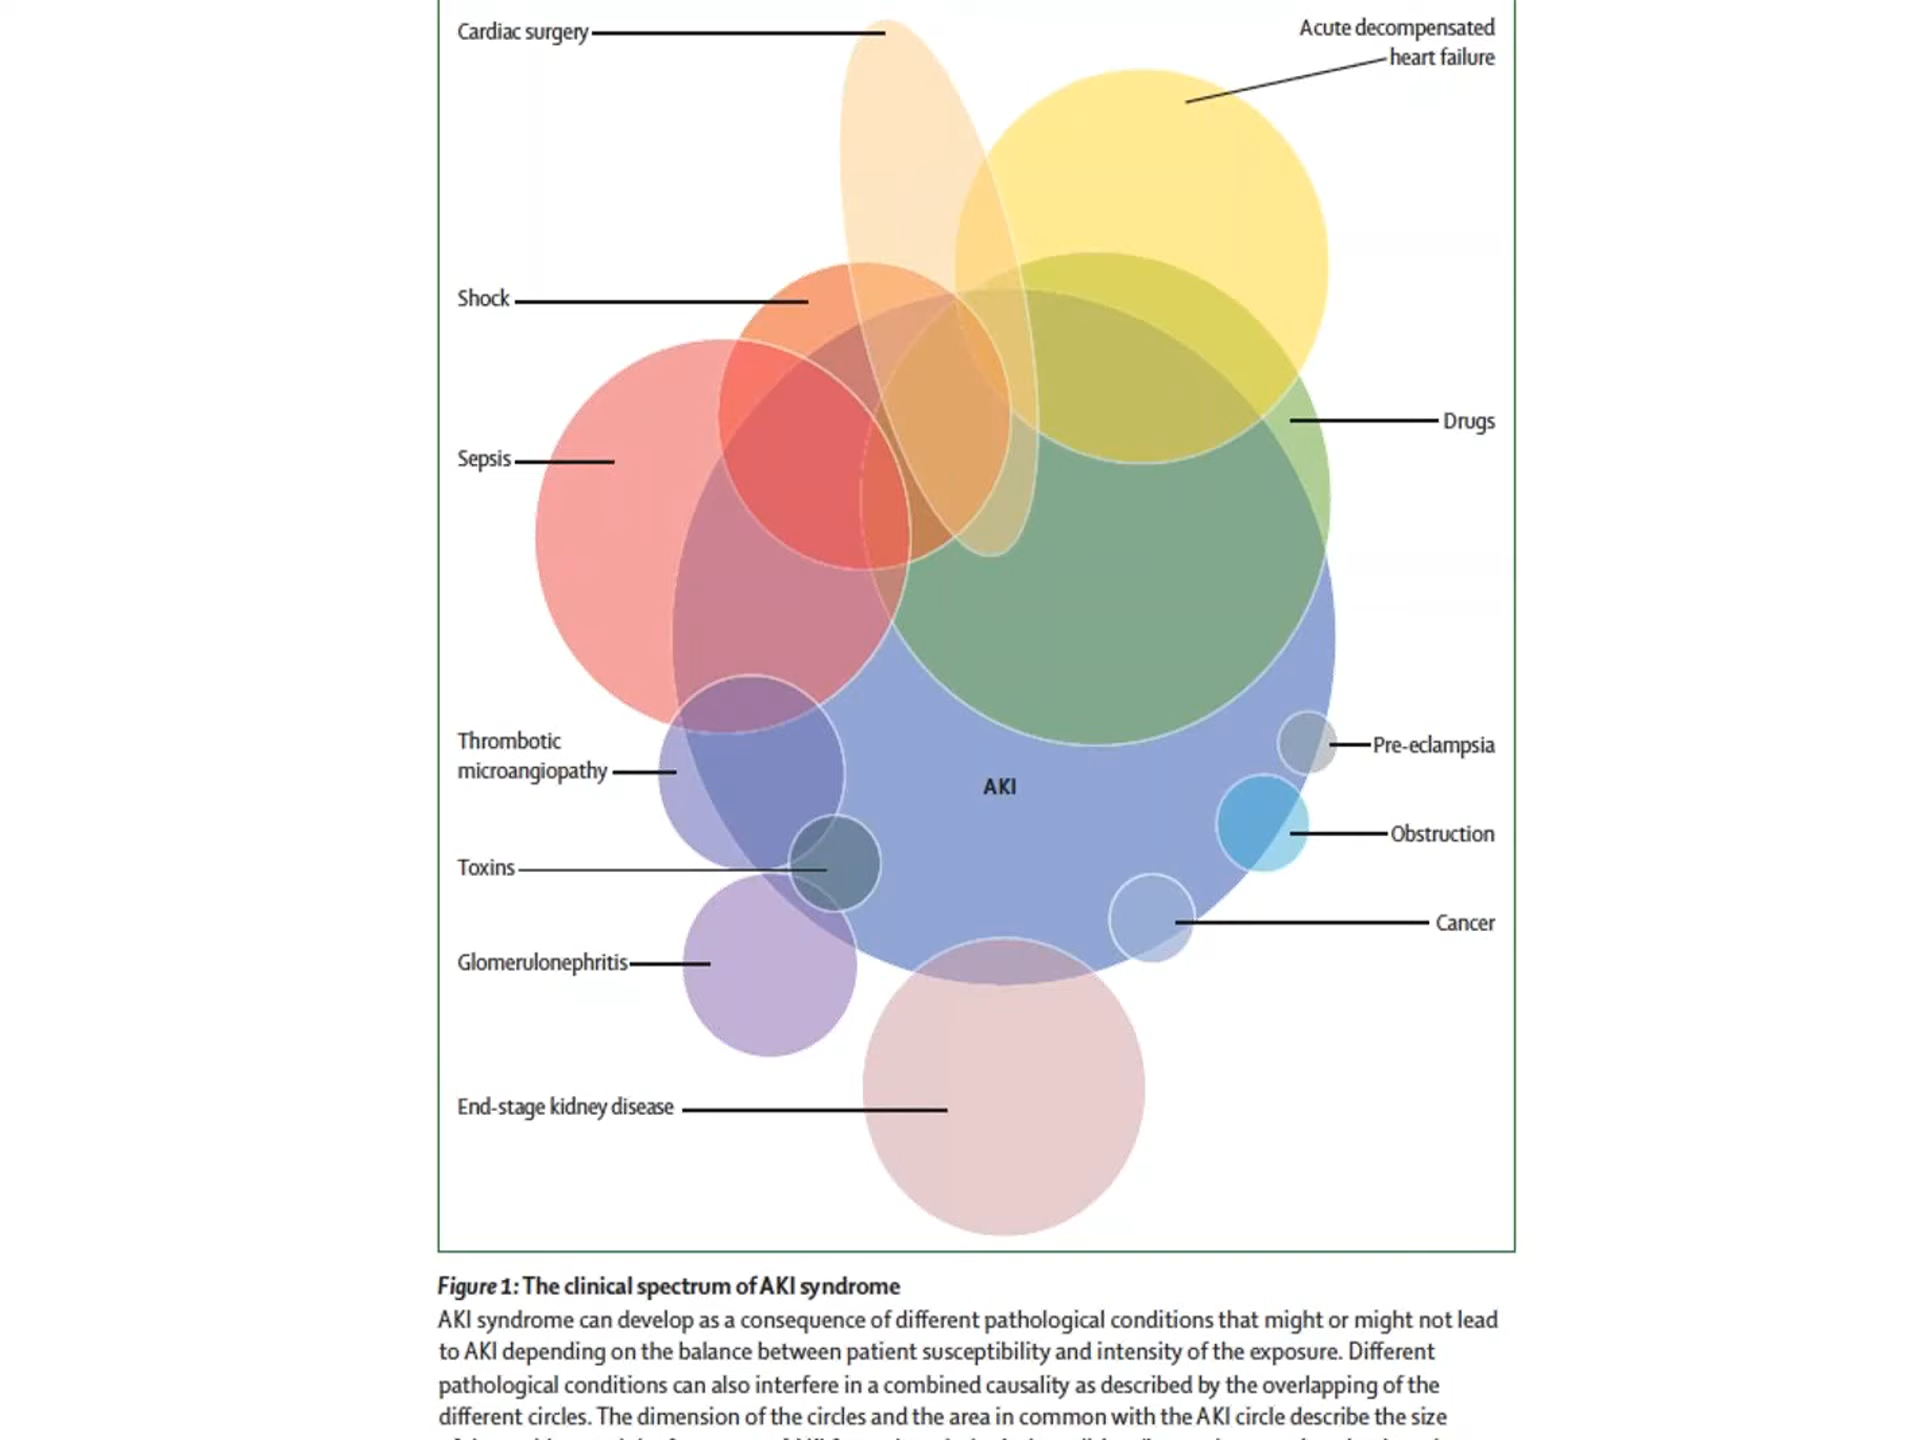 Cardiac surgery
Acute decompensated
heart failure
Shock
Drugs
Sepsis
Thrombotic
microangiopathy
Pre-eclampsia
AKI
Obstruction
Toxins
Cancer
Glomerulonephritis
End-stage kidney disease
Figure 1: The clinical spectrum of AKI syndrome
AKI syndrome can develop as a consequence of different pathological conditions that might or might not lead
to AKI depending on the balance between patient susceptibility and intensity of the exposure. Different
pathological conditions can also interfere in a combined causality as described by the overlapping of the
different circles. The dimension of the circles and the area in common with the AKI circle describe the size